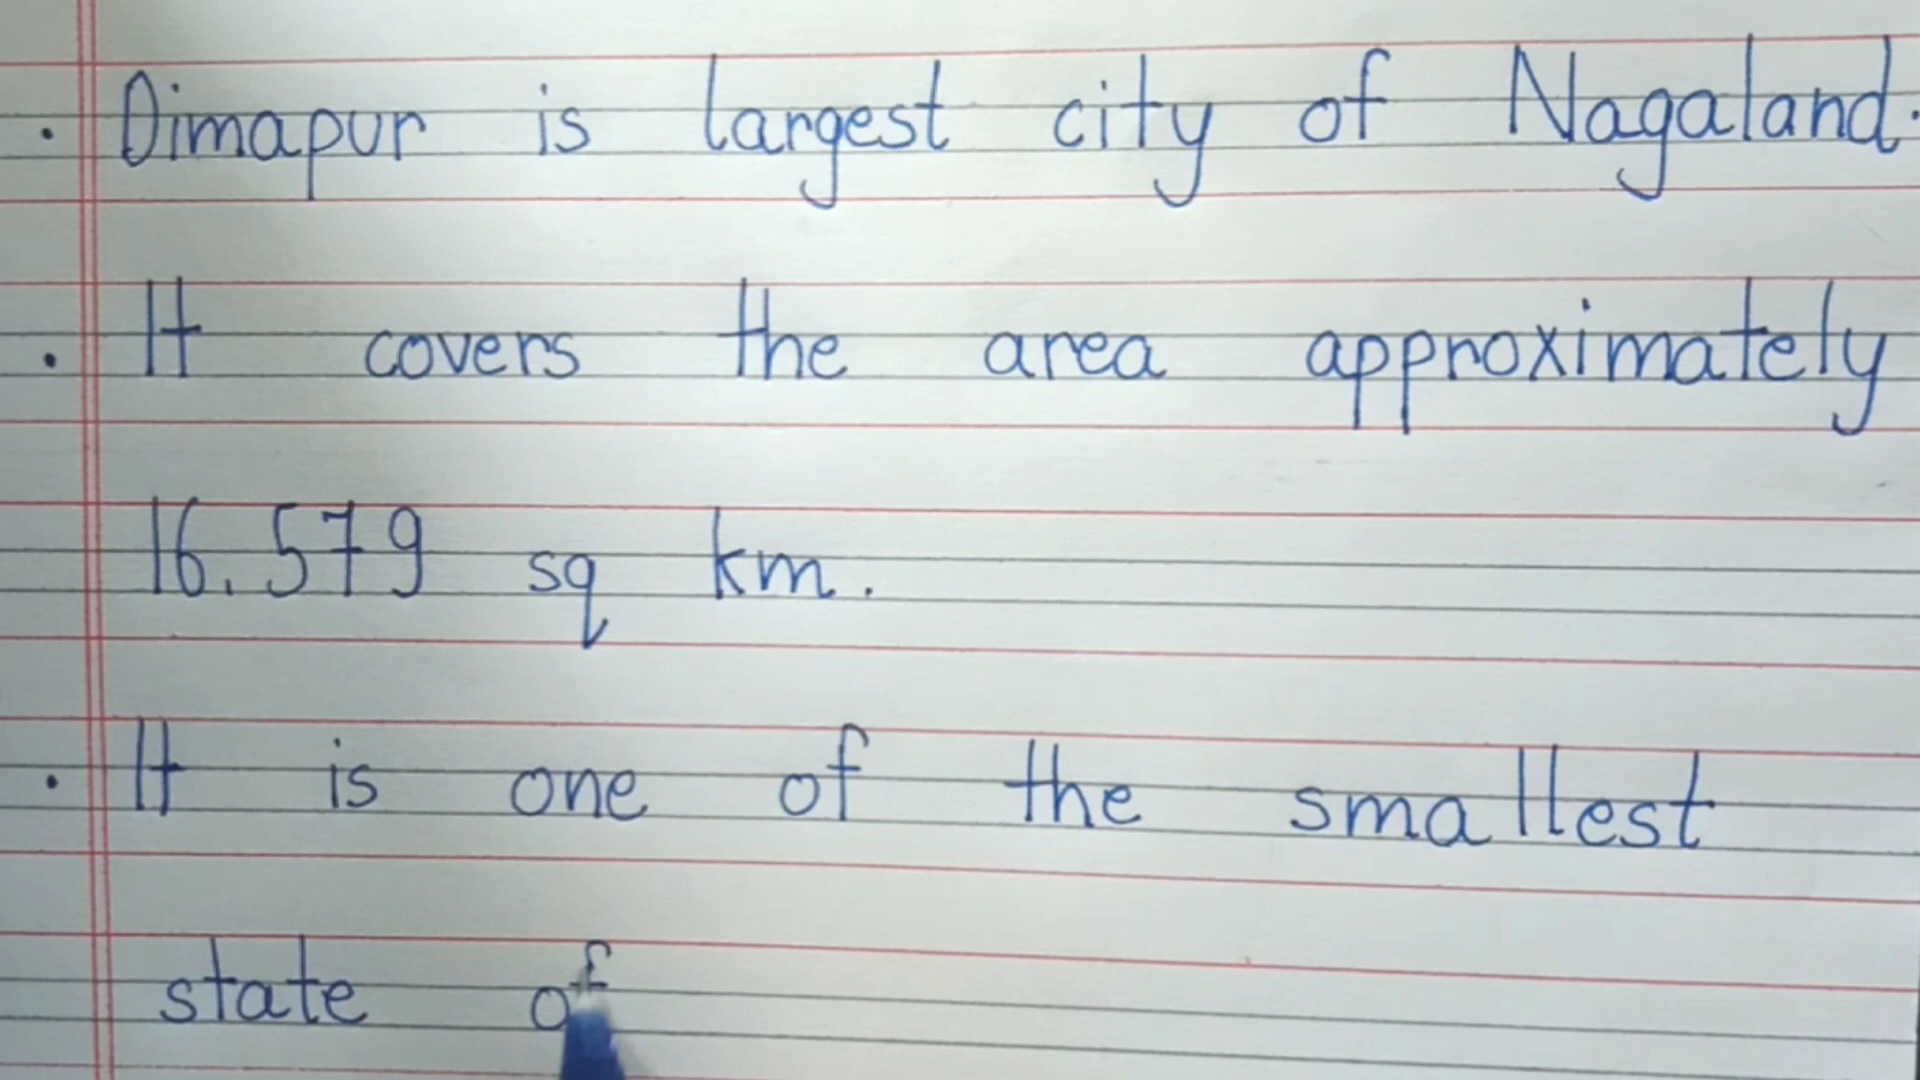 . Dimapur is largest city of Nagaland.
. It covers the area approximately
16.579 sq km.
. It is one of the smallest
state of